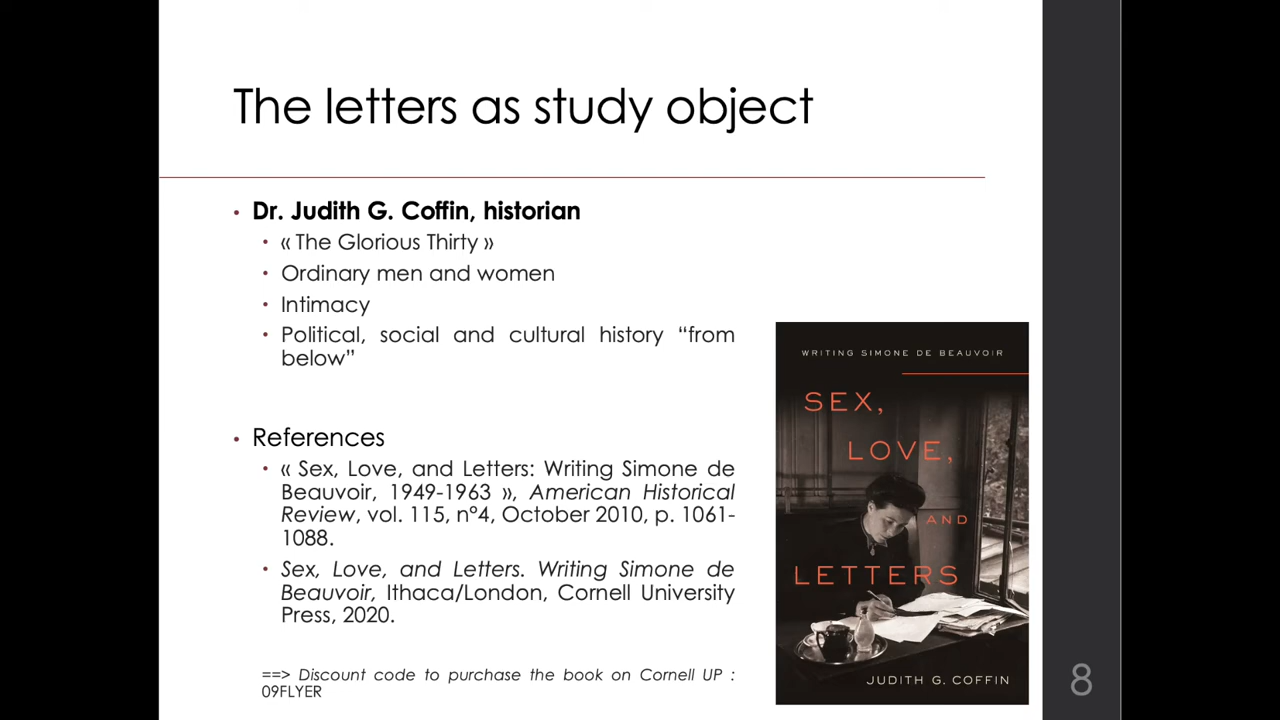 The letters as study object
• Dr. Judith G. Coffin, historian
• « The Glorious Thirty »
• Ordinary men and women
• Intimacy
• Political, social and cultural history “from
below”
• References
• « Sex, Love, and Letters: Writing Simone de
Beauvoir, 1949-1963 », American Historical
Review, vol. 115, n°4, October 2010, p. 1061-
1088.
• Sex, Love, and Letters. Writing Simone de
Beauvoir, Ithaca/London, Cornell University
Press, 2020.
==> Discount code to purchase the book on Cornell UP :
09FLYER
WRITING SIMONE DE BEAUVOIR
SEX,
LOVE,
AND
LETTERS
JUDITH G. COFFIN
8